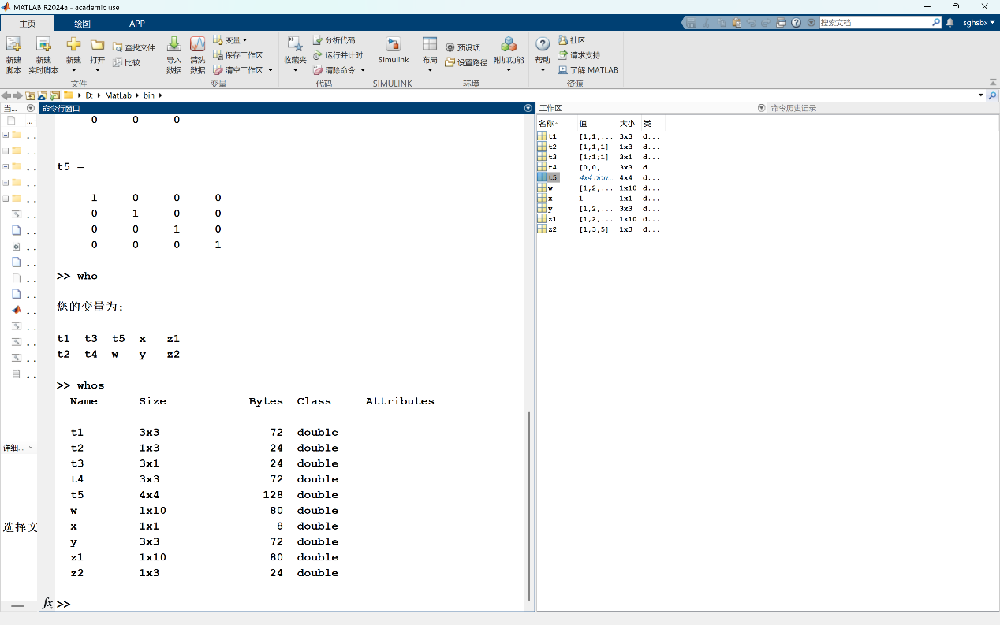 MATLAB R2024a - academic use
主页 绘图 APP
搜索文档 sghsbx
新建脚本 新建实时脚本 新建 打开 查找文件 比较
导入数据 清洗数据 变量 保存工作区 清空工作区
收藏夹 分析代码 运行并计时 清除命令
Simulink
布局 预设项 设置路径 附加功能
帮助 社区 请求支持 了解 MATLAB
文件 变量 代码 SIMULINK 环境 资源
D: MatLab bin
当... 命令行窗口 工作区 命令历史记录
0 0 0
t5 =
1 0 0 0
0 1 0 0
0 0 1 0
0 0 0 1
>> who
您的变量为:
t1 t3 t5 x z1
t2 t4 w y z2
>> whos
Name Size Bytes Class Attributes
t1 3x3 72 double
t2 1x3 24 double
t3 3x1 24 double
t4 3x3 72 double
t5 4x4 128 double
w 1x10 80 double
x 1x1 8 double
y 3x3 72 double
z1 1x10 80 double
z2 1x3 24 double
fx >>
名称 值 大小 类
t1 [1,1,... 3x3 d...
t2 [1,1,1] 1x3 d...
t3 [1;1;1] 3x1 d...
t4 [0,0,... 3x3 d...
t5 4x4 dou... 4x4 d...
w [1,2,... 1x10 d...
x 1 1x1 d...
y [1,2,... 3x3 d...
z1 [1,2,... 1x10 d...
z2 [1,3,5] 1x3 d...
详细...
选择文